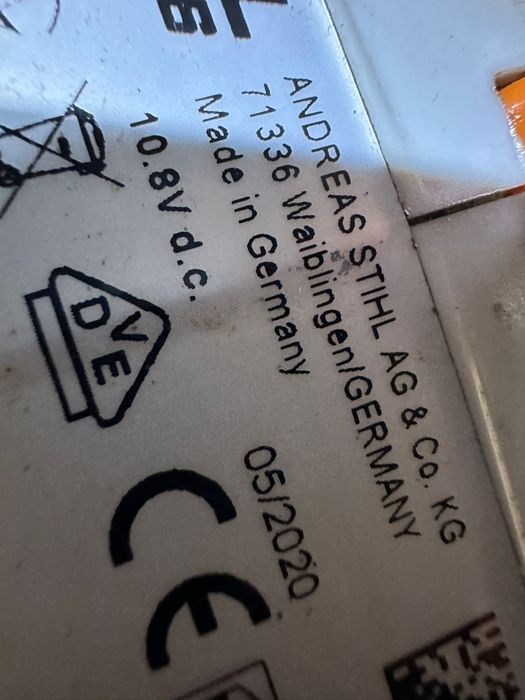 ANDREAS STIHL AG & Co. KG
71336 Waiblingen/GERMANY
Made in Germany
05/2020
10.8V d.c.
VDE
CE